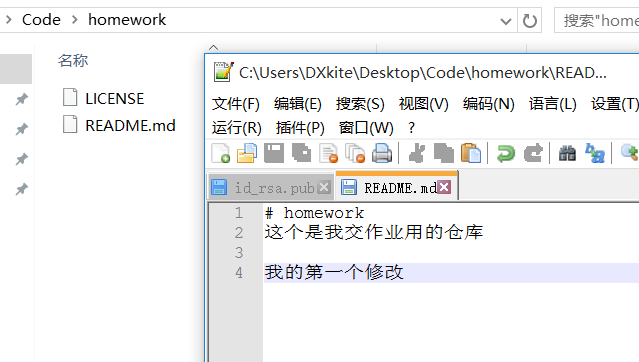 Code > homework
搜索"home
名称
LICENSE
README.md
C:\Users\DXkite\Desktop\Code\homework\READ...
文件(F) 编辑(E) 搜索(S) 视图(V) 编码(N) 语言(L) 设置(T)
运行(R) 插件(P) 窗口(W) ?
id_rsa.pub README.md
1 # homework
2 这个是我交作业用的仓库
3
4 我的第一个修改